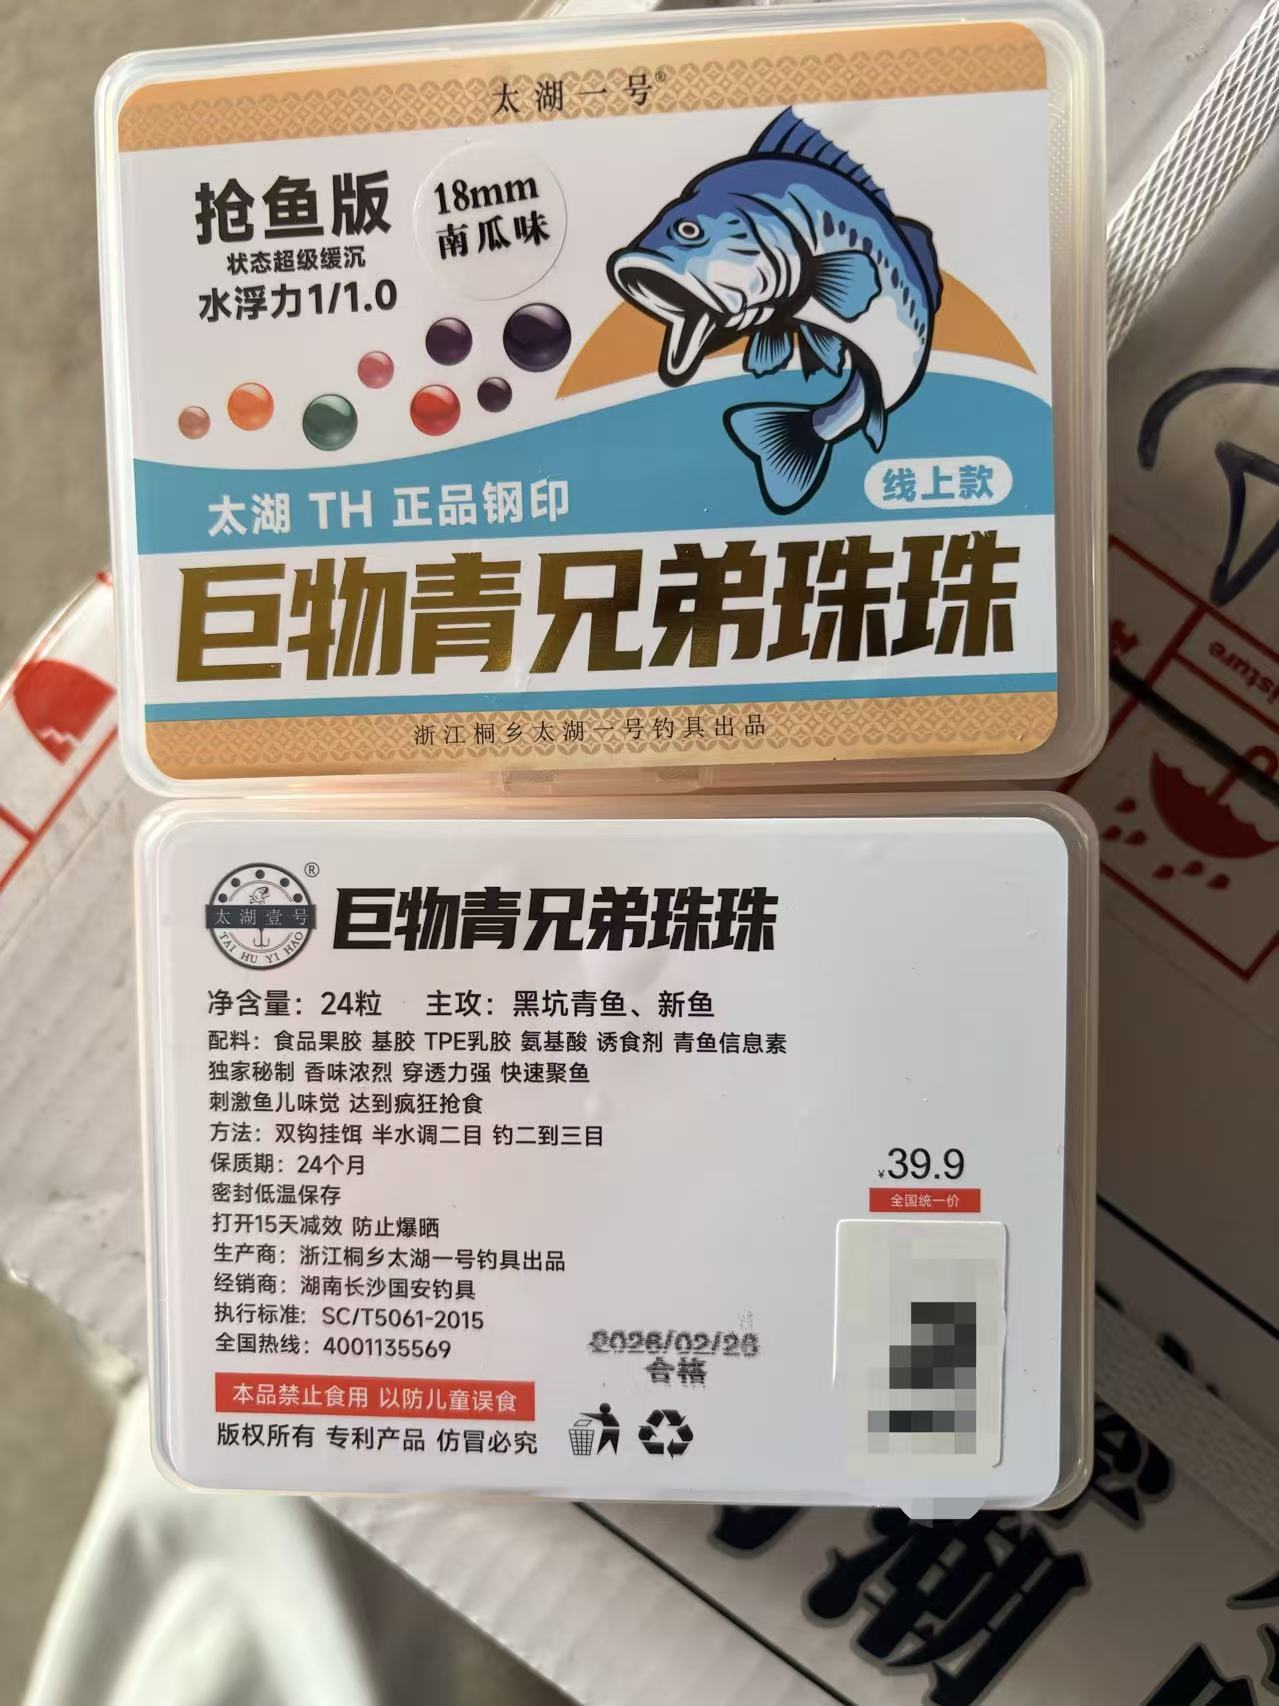 太湖一号®
抢鱼版
状态超级缓沉
水浮力1/1.0
18mm
南瓜味
线上款
太湖 TH 正品钢印
巨物青兄弟珠珠
浙江桐乡太湖一号钓具出品
®
太湖壹号
TAI HU YI HAO
巨物青兄弟珠珠
净含量：24粒 主攻：黑坑青鱼、新鱼
配料：食品果胶 基胶 TPE乳胶 氨基酸 诱食剂 青鱼信息素
独家秘制 香味浓烈 穿透力强 快速聚鱼
刺激鱼儿味觉 达到疯狂抢食
方法：双钩挂饵 半水调二目 钓二到三目
保质期：24个月
密封低温保存
打开15天减效 防止爆晒
生产商：浙江桐乡太湖一号钓具出品
经销商：湖南长沙国安钓具
执行标准：SC/T5061-2015
全国热线：4001135569
¥39.9
全国统一价
2026/02/26
合格
本品禁止食用 以防儿童误食
版权所有 专利产品 仿冒必究